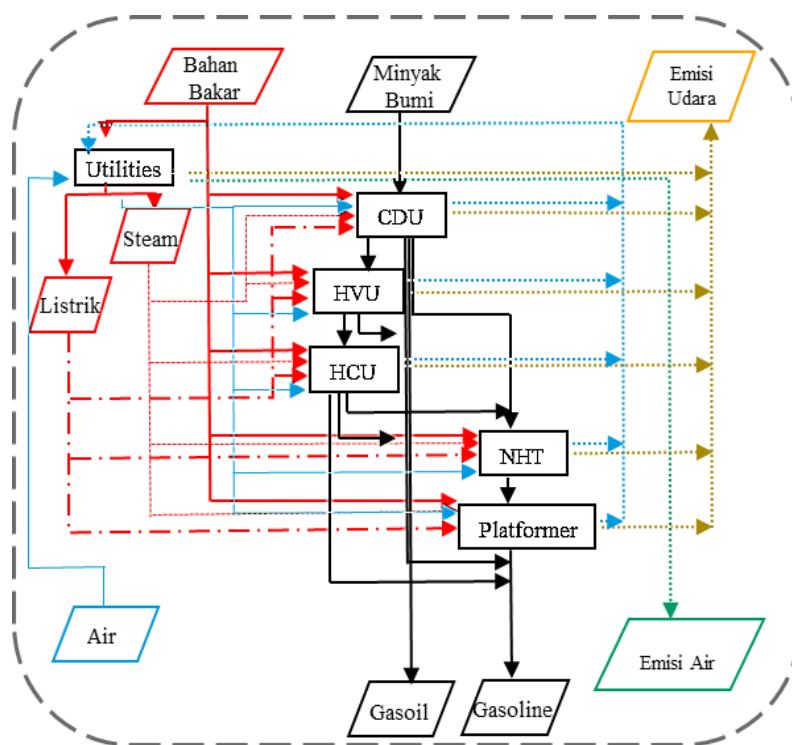 Bahan
Bakar
Minyak
Bumi
Emisi
Udara
Utilities
Steam
CDU
Listrik
HVU
HCU
NHT
Platformer
Air
Emisi Air
Gasoil
Gasoline